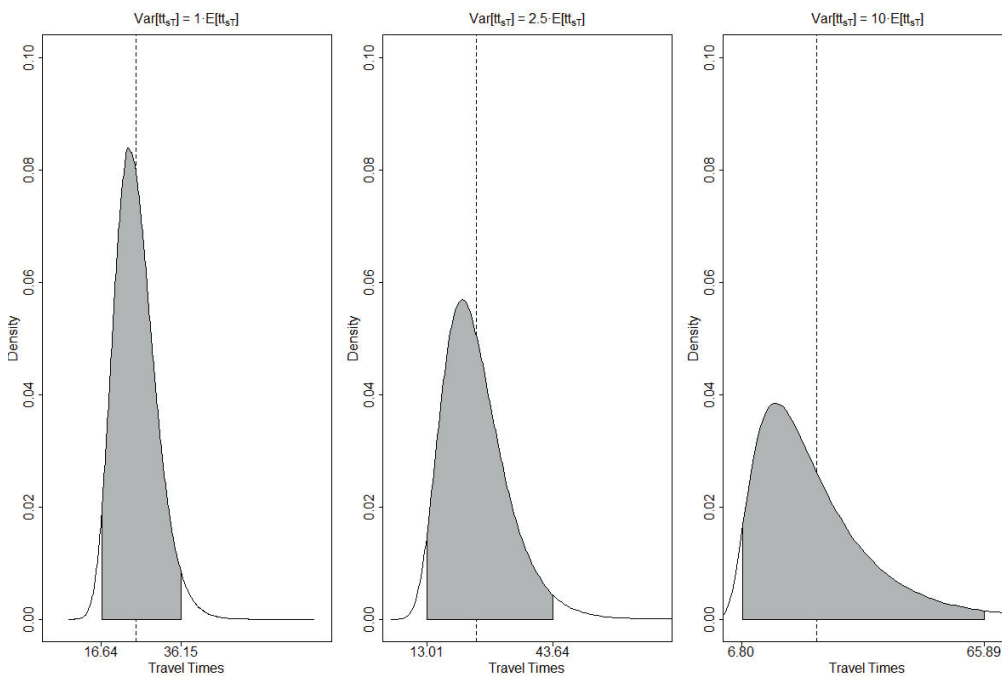 Var[tt_sT] = 1·E[tt_sT]
Density
0.10
0.08
0.06
0.04
0.02
0.00
16.64 36.15
Travel Times
Var[tt_sT] = 2.5·E[tt_sT]
Density
0.10
0.08
0.06
0.04
0.02
0.00
13.01 43.64
Travel Times
Var[tt_sT] = 10·E[tt_sT]
Density
0.10
0.08
0.06
0.04
0.02
0.00
6.80 65.89
Travel Times